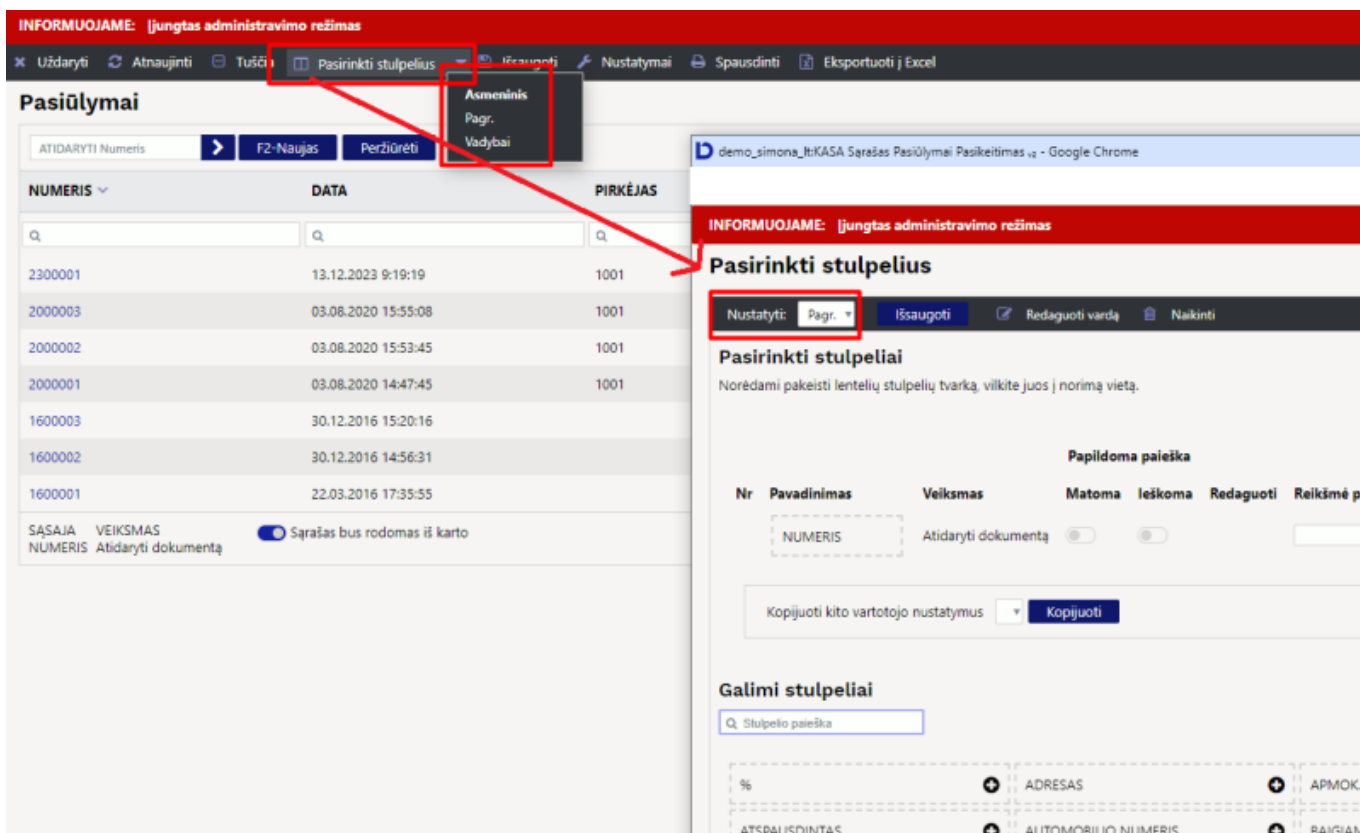 INFORMUOJAME: Įjungtas administravimo režimas
Uždaryti Atnaujinti Pasirinkti stulpelius Išsaugoti Nustatymai Spausdinti Eksportuoti į Excel
Asmeninis
Pagr.
Vadybai
Pasiūlymai
ATIDARYTI Numeris F2-Naujas Peržiūrėti
NUMERIS DATA PIRKĖJAS
2300001 13.12.2023 9:19:19 1001
2000003 03.08.2020 15:55:08 1001
2000002 03.08.2020 15:53:45 1001
2000001 03.08.2020 14:47:45 1001
1600003 30.12.2016 15:20:16
1600002 30.12.2016 14:56:31
1600001 22.03.2016 17:35:55
SĄSAJA VEIKSMAS
NUMERIS Atidaryti dokumentą
Sąrašas bus rodomas iš karto
demo_simona_lt:KASA Sąrašas Pasiūlymai Pasikeitimas v2 - Google Chrome
INFORMUOJAME: Įjungtas administravimo režimas
Pasirinkti stulpelius
Nustatyti: Pagr. Išsaugoti Redaguoti vardą Naikinti
Pasirinkti stulpeliai
Norėdami pakeisti lentelių stulpelių tvarką, vilkite juos į norimą vietą.
Papildoma paieška
Nr Pavadinimas Veiksmas Matoma Ieškoma Redaguoti Reikšmė p
NUMERIS Atidaryti dokumentą
Kopijuoti kito vartotojo nustatymus Kopijuoti
Galimi stulpeliai
Stulpelio paieška
% ADRESAS APMOK
ATSPAUSDINTAS AUTOMOBILIO NUMERIS